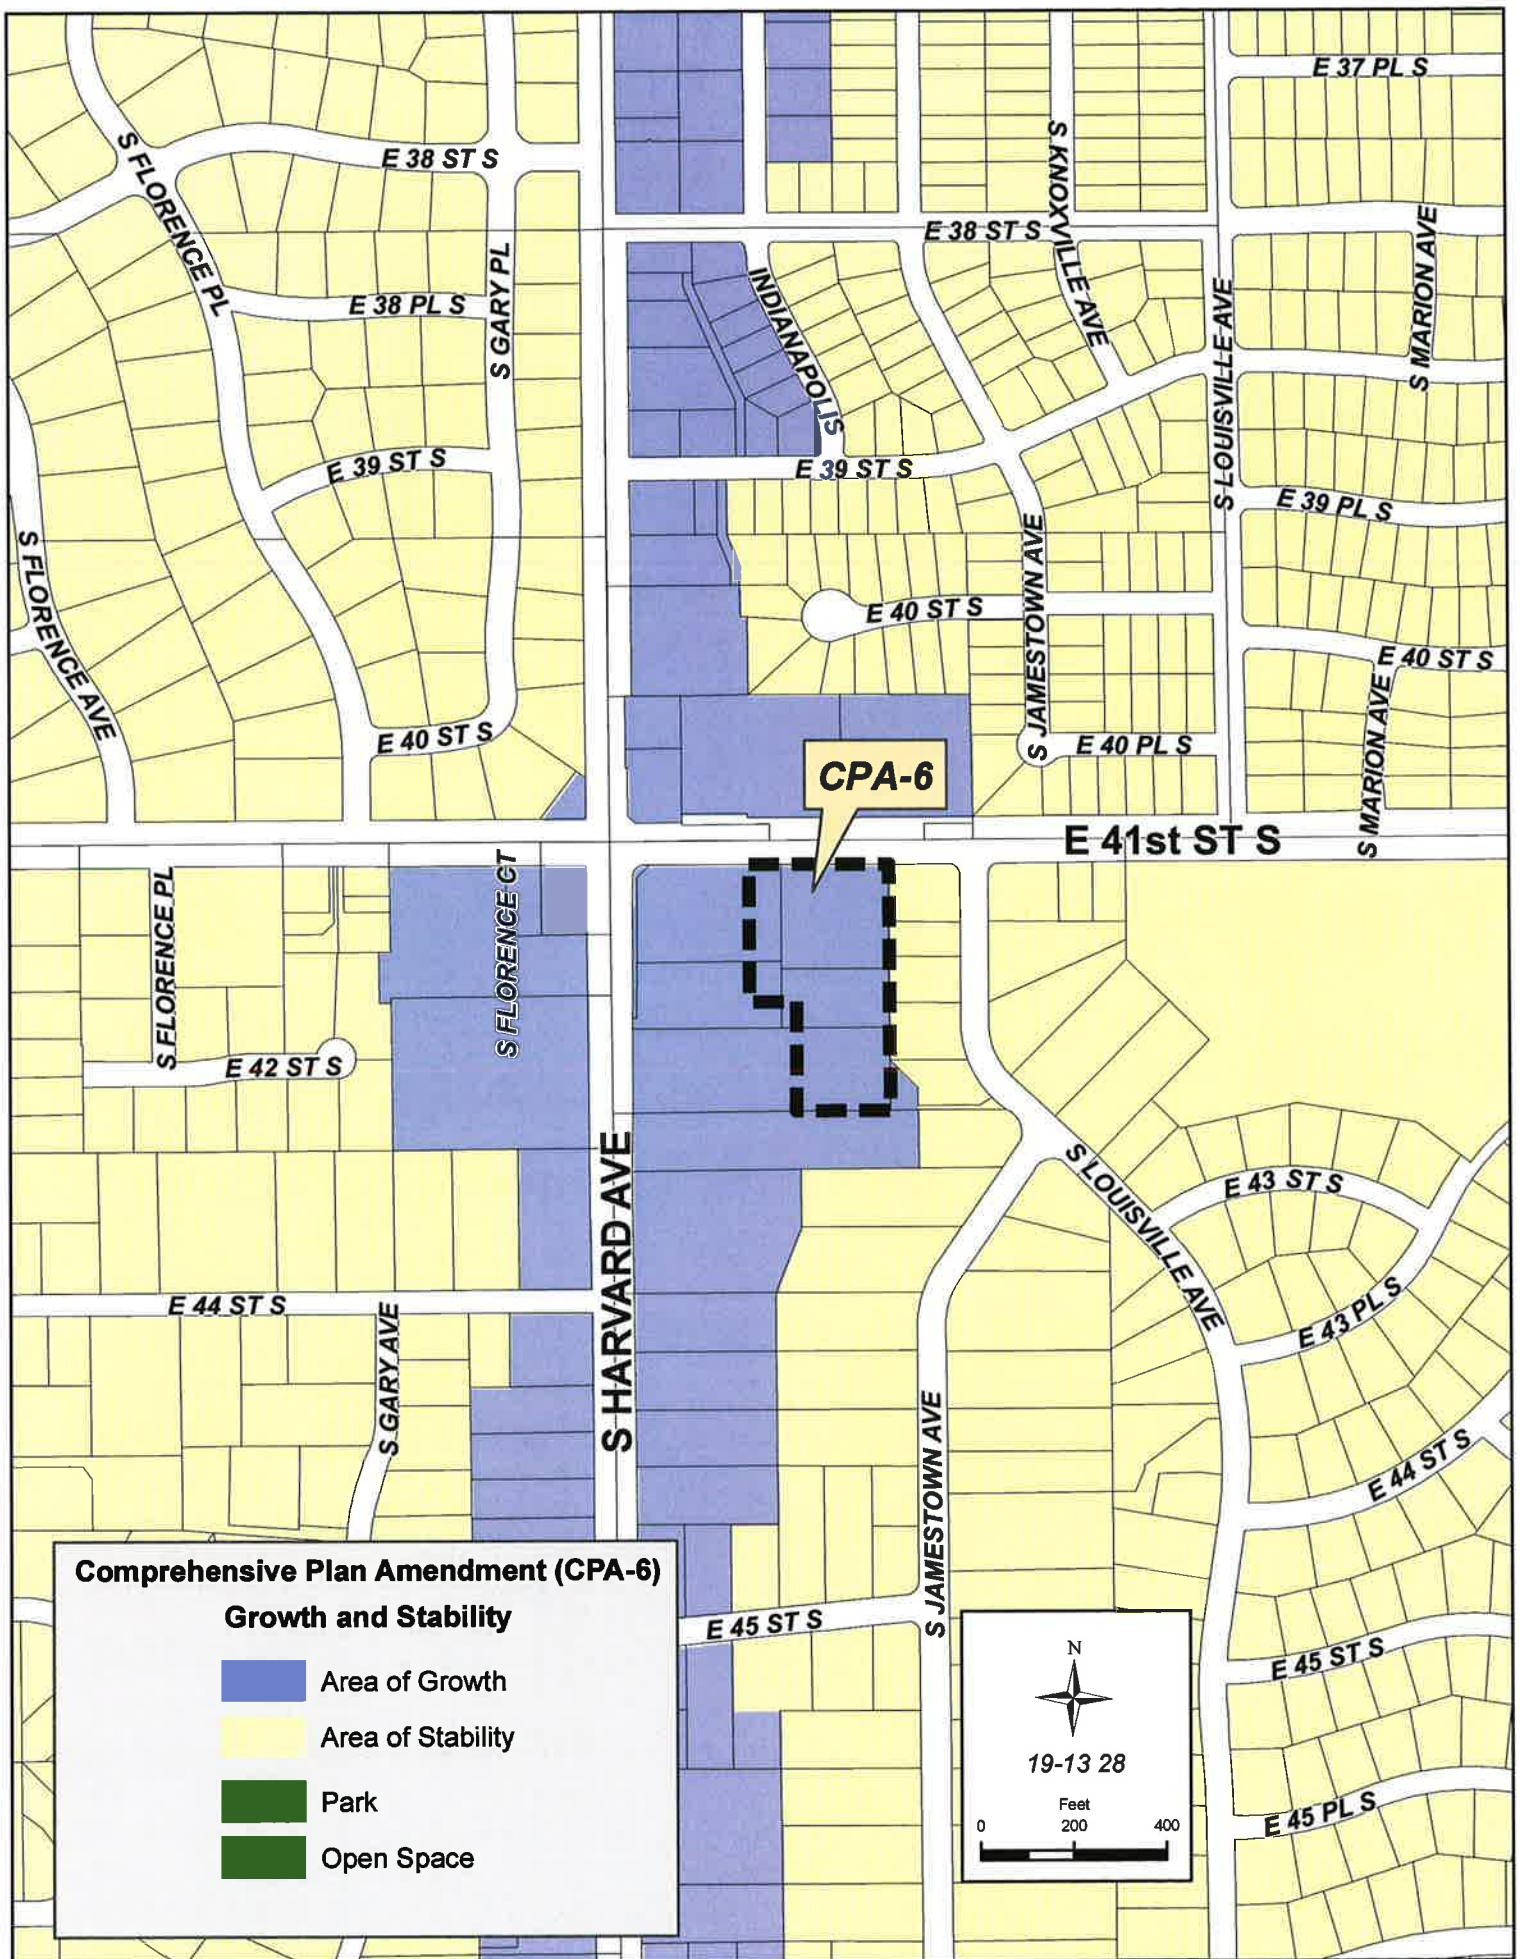 E 37 PL S
S FLORENCE PL
E 38 ST S
S KNOXVILLE AVE
S MARION AVE
E 38 ST S
S GARY PL
E 38 PL S
INDIANAPOLIS
S LOUISVILLE AVE
E 39 ST S
E 39 ST S
E 39 PL S
S FLORENCE AVE
S JAMESTOWN AVE
E 40 ST S
E 40 ST S
S MARION AVE
E 40 ST S
E 40 PL S
CPA-6
E 41st ST S
S FLORENCE PL
S FLORENCE CT
E 42 ST S
S HARVARD AVE
S LOUISVILLE AVE
E 43 ST S
E 44 ST S
S GARY AVE
E 43 PL S
S JAMESTOWN AVE
E 44 ST S
E 45 ST S
E 45 ST S
E 45 PL S
Comprehensive Plan Amendment (CPA-6)
Growth and Stability
Area of Growth
Area of Stability
Park
Open Space
N
19-13 28
Feet
0 200 400